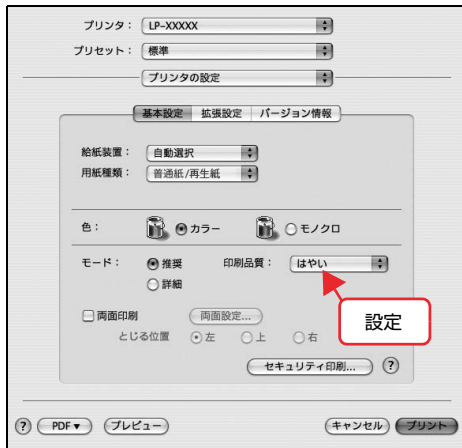 プリンタ： LP-XXXXX
プリセット： 標準
プリンタの設定
基本設定 拡張設定 バージョン情報
給紙装置： 自動選択
用紙種類： 普通紙/再生紙
色： カラー モノクロ
モード： 推奨 印刷品質： はやい
詳細
設定
両面印刷 両面設定...
とじる位置 左 上 右
セキュリティ印刷... ?
? PDF▼ プレビュー キャンセル プリント